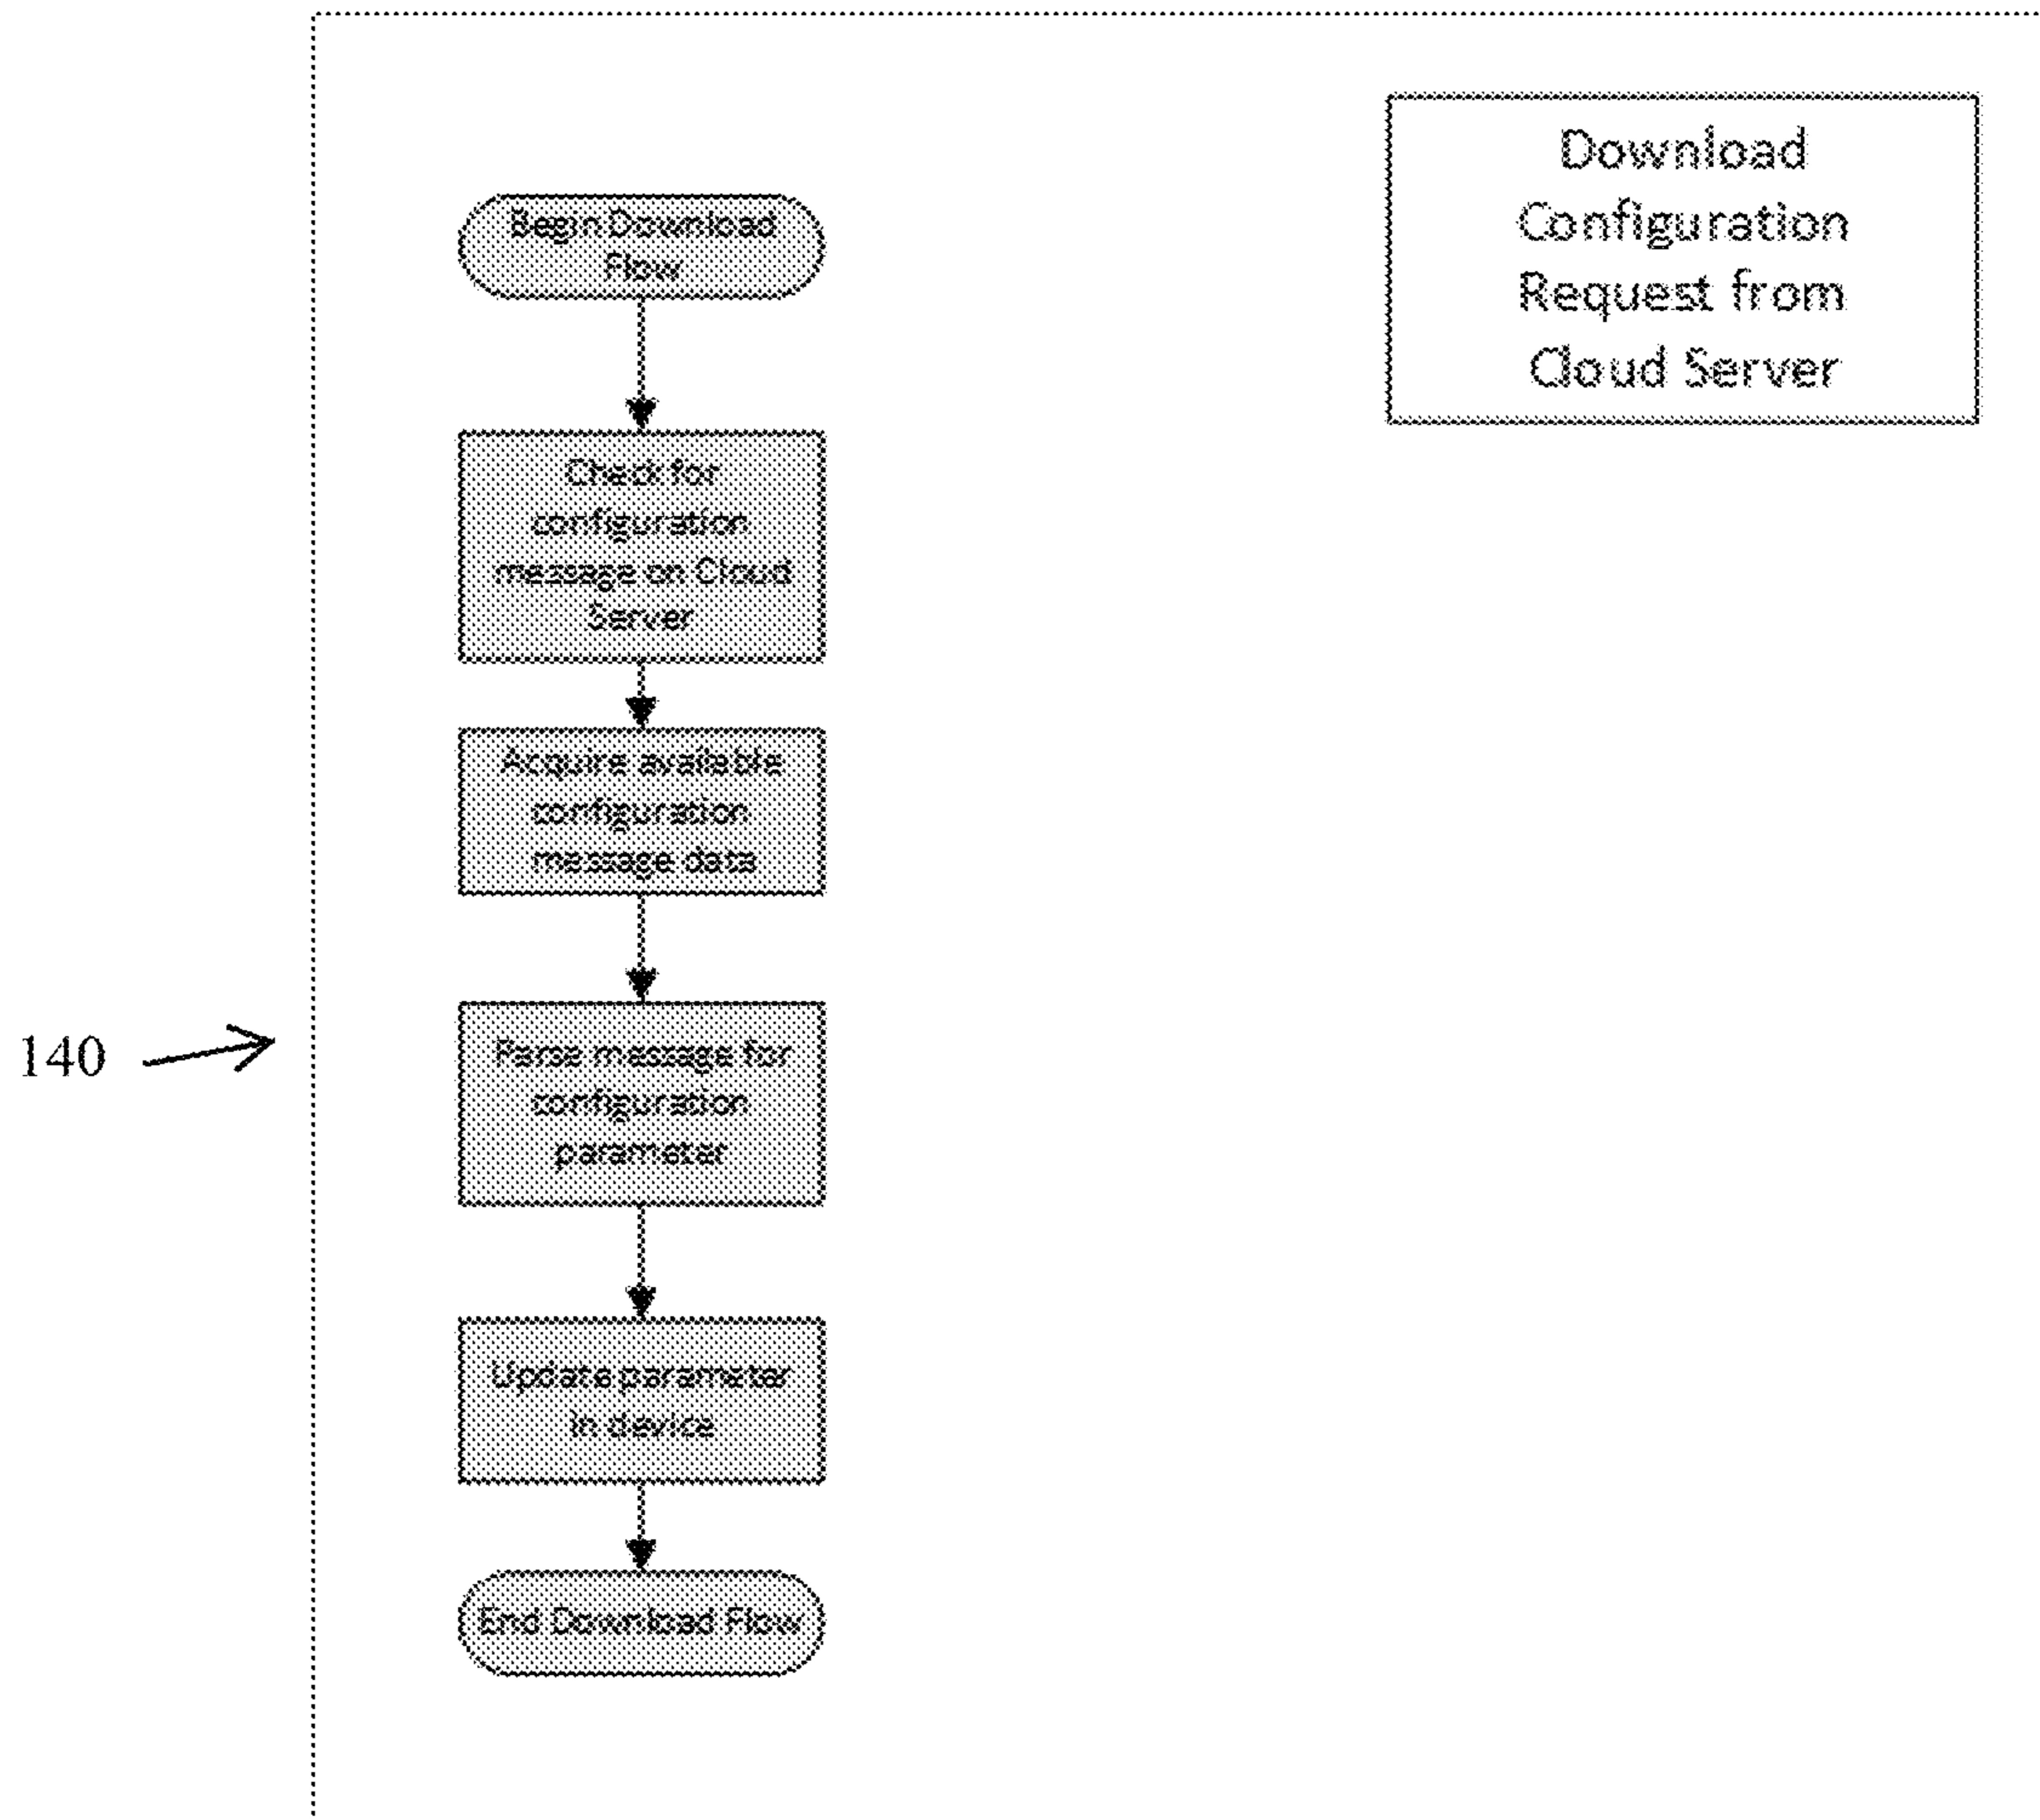 Download
Configuration
Request from
Cloud Server
Begin Download
Flow
Check for
configuration
message on Cloud
Server
Acquire available
configuration
message data
Parse message for
configuration
parameter
Update parameter
in device
End Download Flow
140